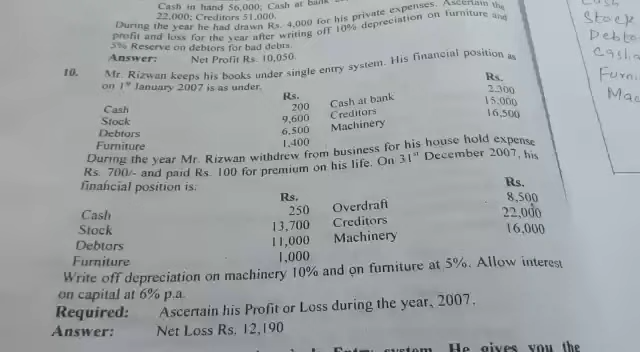 Cash in hand 56,000; Cash at bank
22,000; Creditors 51,000.
During the year he had drawn Rs. 4,000 for his private expenses. Ascertain the
profit and loss for the year after writing off 10% depreciation on furniture and
5% Reserve on debtors for bad debts.
Answer: Net Profit Rs. 10,050
10. Mr. Rizwan keeps his books under single entry system. His financial position as
on 1st January 2007 is as under.
Rs. Rs.
Cash 200 Cash at bank 2,300
Stock 9,600 Creditors 15,000
Debtors 6,500 Machinery 16,500
Furniture 1,400
During the year Mr. Rizwan withdrew from business for his house hold expense
Rs. 700/- and paid Rs. 100 for premium on his life. On 31st December 2007, his
financial position is:
Rs. Rs.
Cash 250 Overdraft 8,500
Stock 13,700 Creditors 22,000
Debtors 11,000 Machinery 16,000
Furniture 1,000
Write off depreciation on machinery 10% and on furniture at 5%. Allow interest
on capital at 6% p.a.
Required: Ascertain his Profit or Loss during the year, 2007.
Answer: Net Loss Rs. 12,190
He gives you the
Stock
Debto
Cash
Furni
Mac